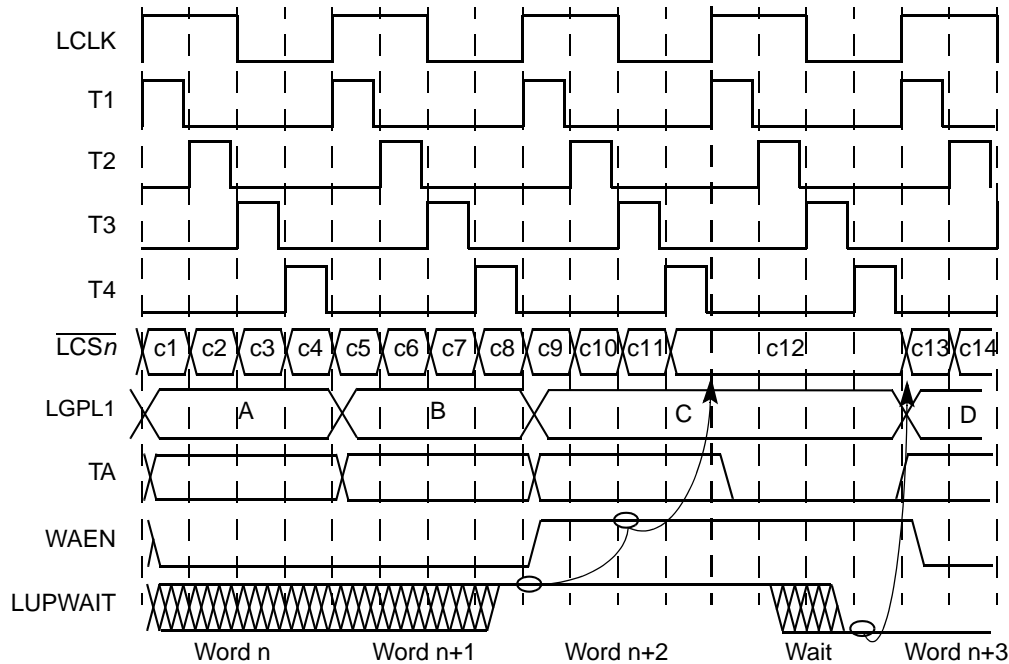 LCLK
T1
T2
T3
T4
LCSn c1 c2 c3 c4 c5 c6 c7 c8 c9 c10 c11 c12 c13 c14
LGPL1 A B C D
TA
WAEN
LUPWAIT
Word n Word n+1 Word n+2 Wait Word n+3